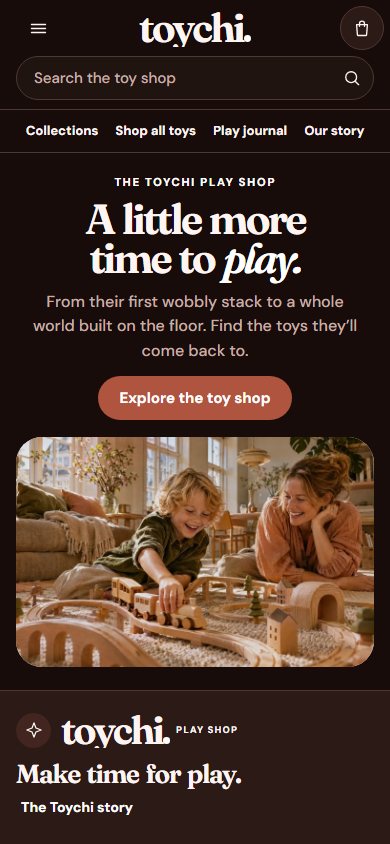 toychi.
Search the toy shop
Collections Shop all toys Play journal Our story
THE TOYCHI PLAY SHOP
A little more
time to play.
From their first wobbly stack to a whole
world built on the floor. Find the toys they’ll
come back to.
Explore the toy shop
toychi. PLAY SHOP
Make time for play.
The Toychi story